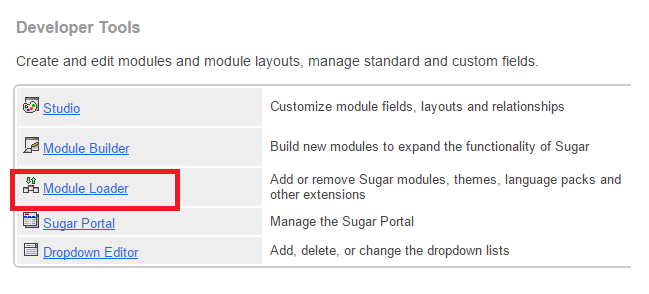 Developer Tools
Create and edit modules and module layouts, manage standard and custom fields.
Studio
Customize module fields, layouts and relationships
Module Builder
Build new modules to expand the functionality of Sugar
Module Loader
Add or remove Sugar modules, themes, language packs and
other extensions
Sugar Portal
Manage the Sugar Portal
Dropdown Editor
Add, delete, or change the dropdown lists